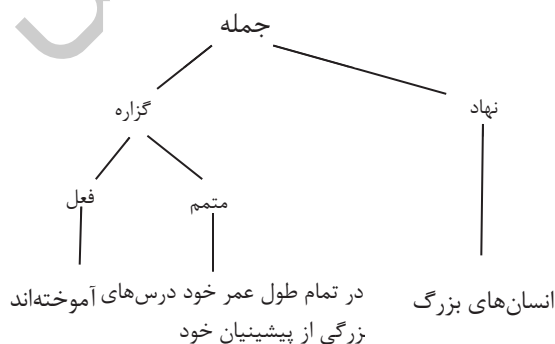 جمله
نهاد
گزاره
متمم
فعل
انسان‌های بزرگ
در تمام طول عمر خود درس‌های
بزرگی از پیشینیان خود
آموخته‌اند